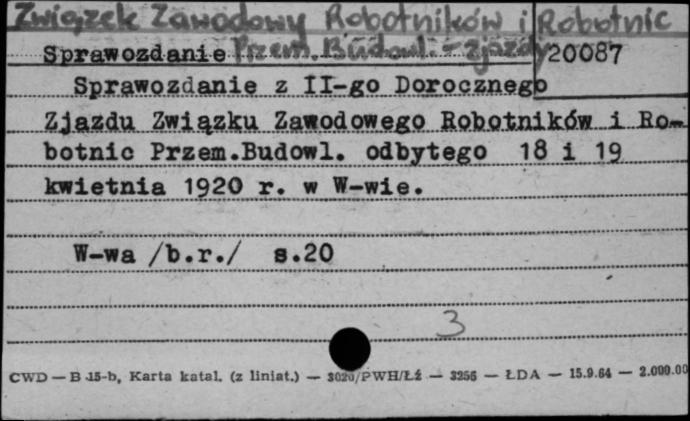 Związek Zawodowy Robotników i Robotnic
Sprawozdanie Przem. Budowl. - zjazdy 20087
Sprawozdanie z II-go Dorocznego
Zjazdu Związku Zawodowego Robotników i Ro-
botnic Przem.Budowl. odbytego 18 i 19
kwietnia 1920 r. w W-wie.
W-wa /b.r./ s.20
3
CWD — B 15-b, Karta katal. (z liniat.) — 3020/PWH/Łź — 3256 — ŁDA — 15.9.64 — 2.000.00